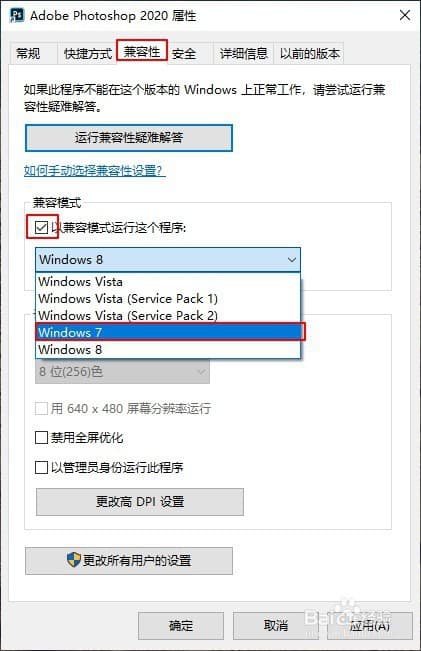 Adobe Photoshop 2020 属性
常规 快捷方式 兼容性 安全 详细信息 以前的版本
如果此程序不能在这个版本的 Windows 上正常工作，请尝试运行兼
容性疑难解答。
运行兼容性疑难解答
如何手动选择兼容性设置？
兼容模式
以兼容模式运行这个程序:
Windows 8
Windows Vista
Windows Vista (Service Pack 1)
Windows Vista (Service Pack 2)
Windows 7
Windows 8
8 位(256)色
用 640 x 480 屏幕分辨率运行
禁用全屏优化
以管理员身份运行此程序
更改高 DPI 设置
更改所有用户的设置
确定 取消 应用(A)